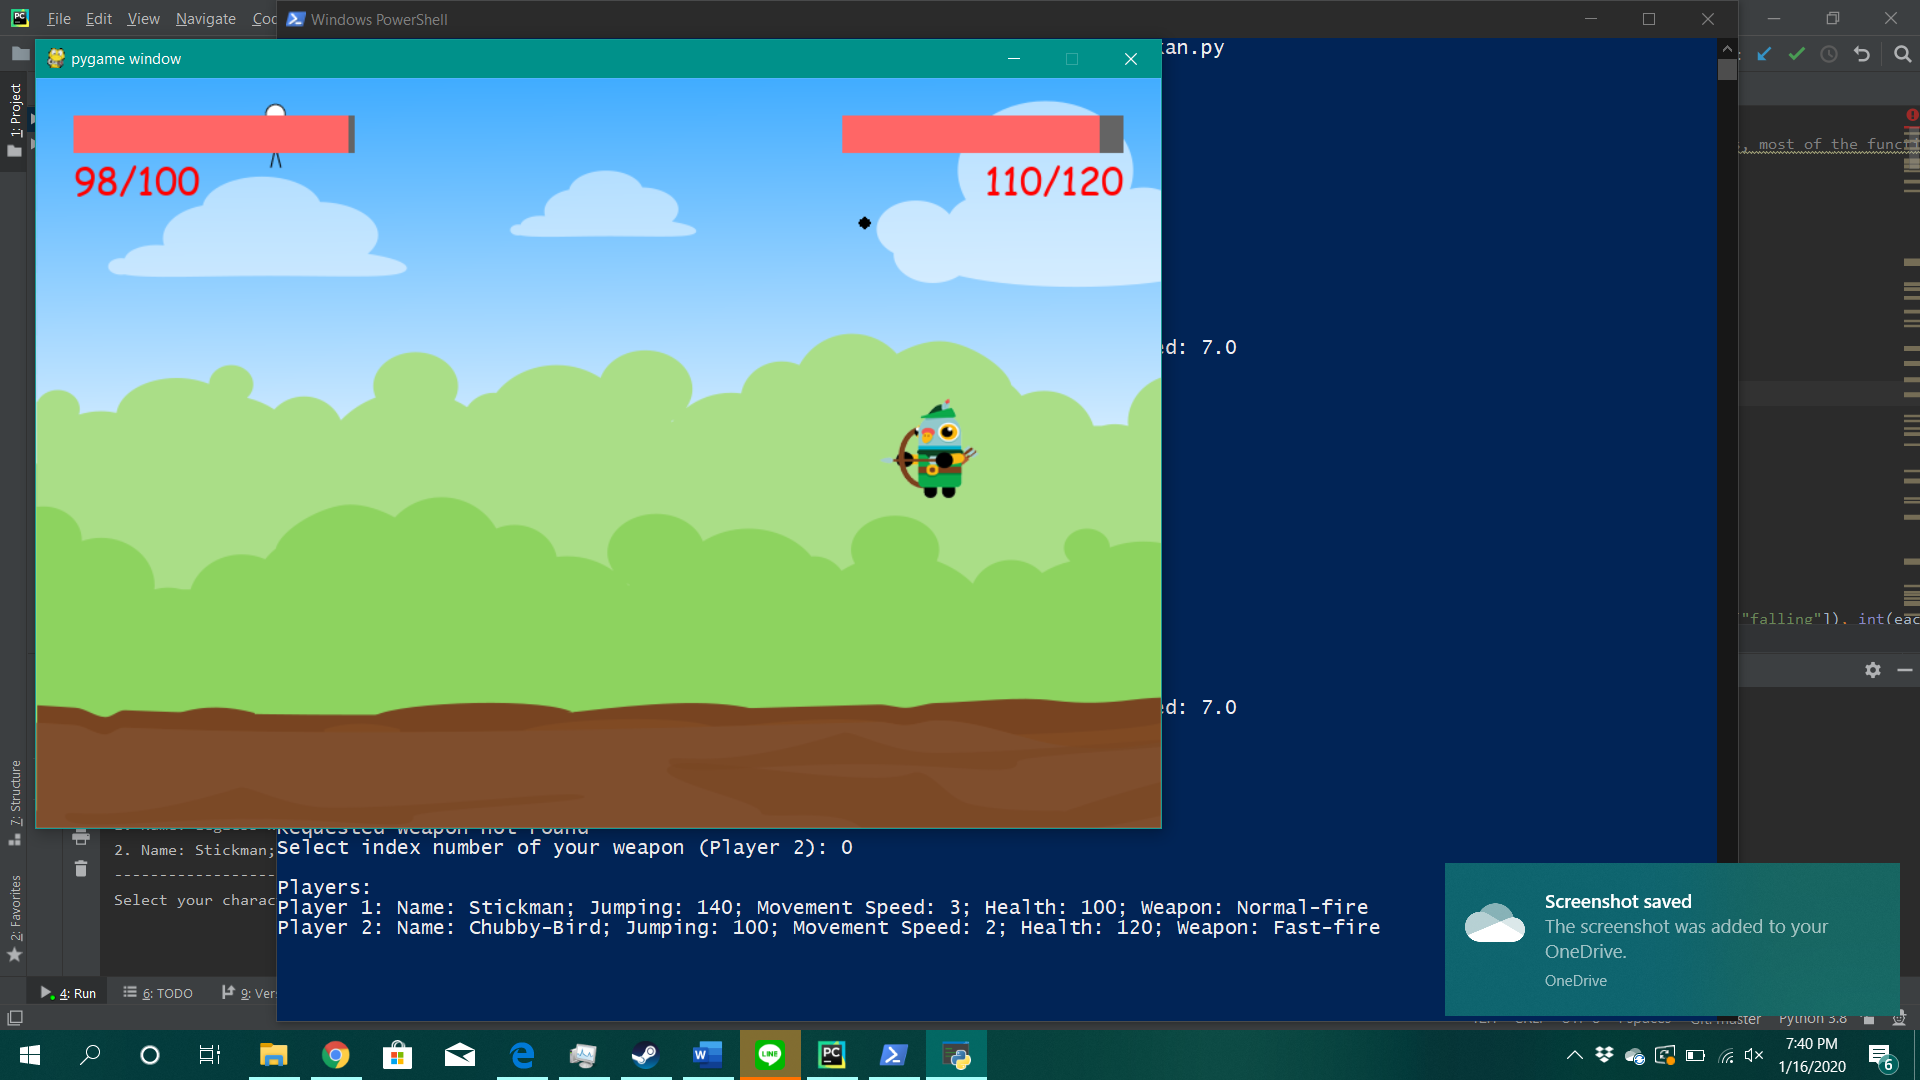 File Edit View Navigate
Windows PowerShell
pygame window
an.py
98/100
110/120
1: Project
, most of the functi
ed: 7.0
"falling"]), int(eac
ed: 7.0
7: Structure
2: Favorites
2. Name: Stickman;
Requested weapon not found
Select index number of your weapon (Player 2): 0
--------------------
Select your charac
Players:
Player 1: Name: Stickman; Jumping: 140; Movement Speed: 3; Health: 100; Weapon: Normal-fire
Player 2: Name: Chubby-Bird; Jumping: 100; Movement Speed: 2; Health: 120; Weapon: Fast-fire
Screenshot saved
The screenshot was added to your
OneDrive.
OneDrive
4: Run 6: TODO 9: Ver
Python 3.8
7:40 PM
1/16/2020
6